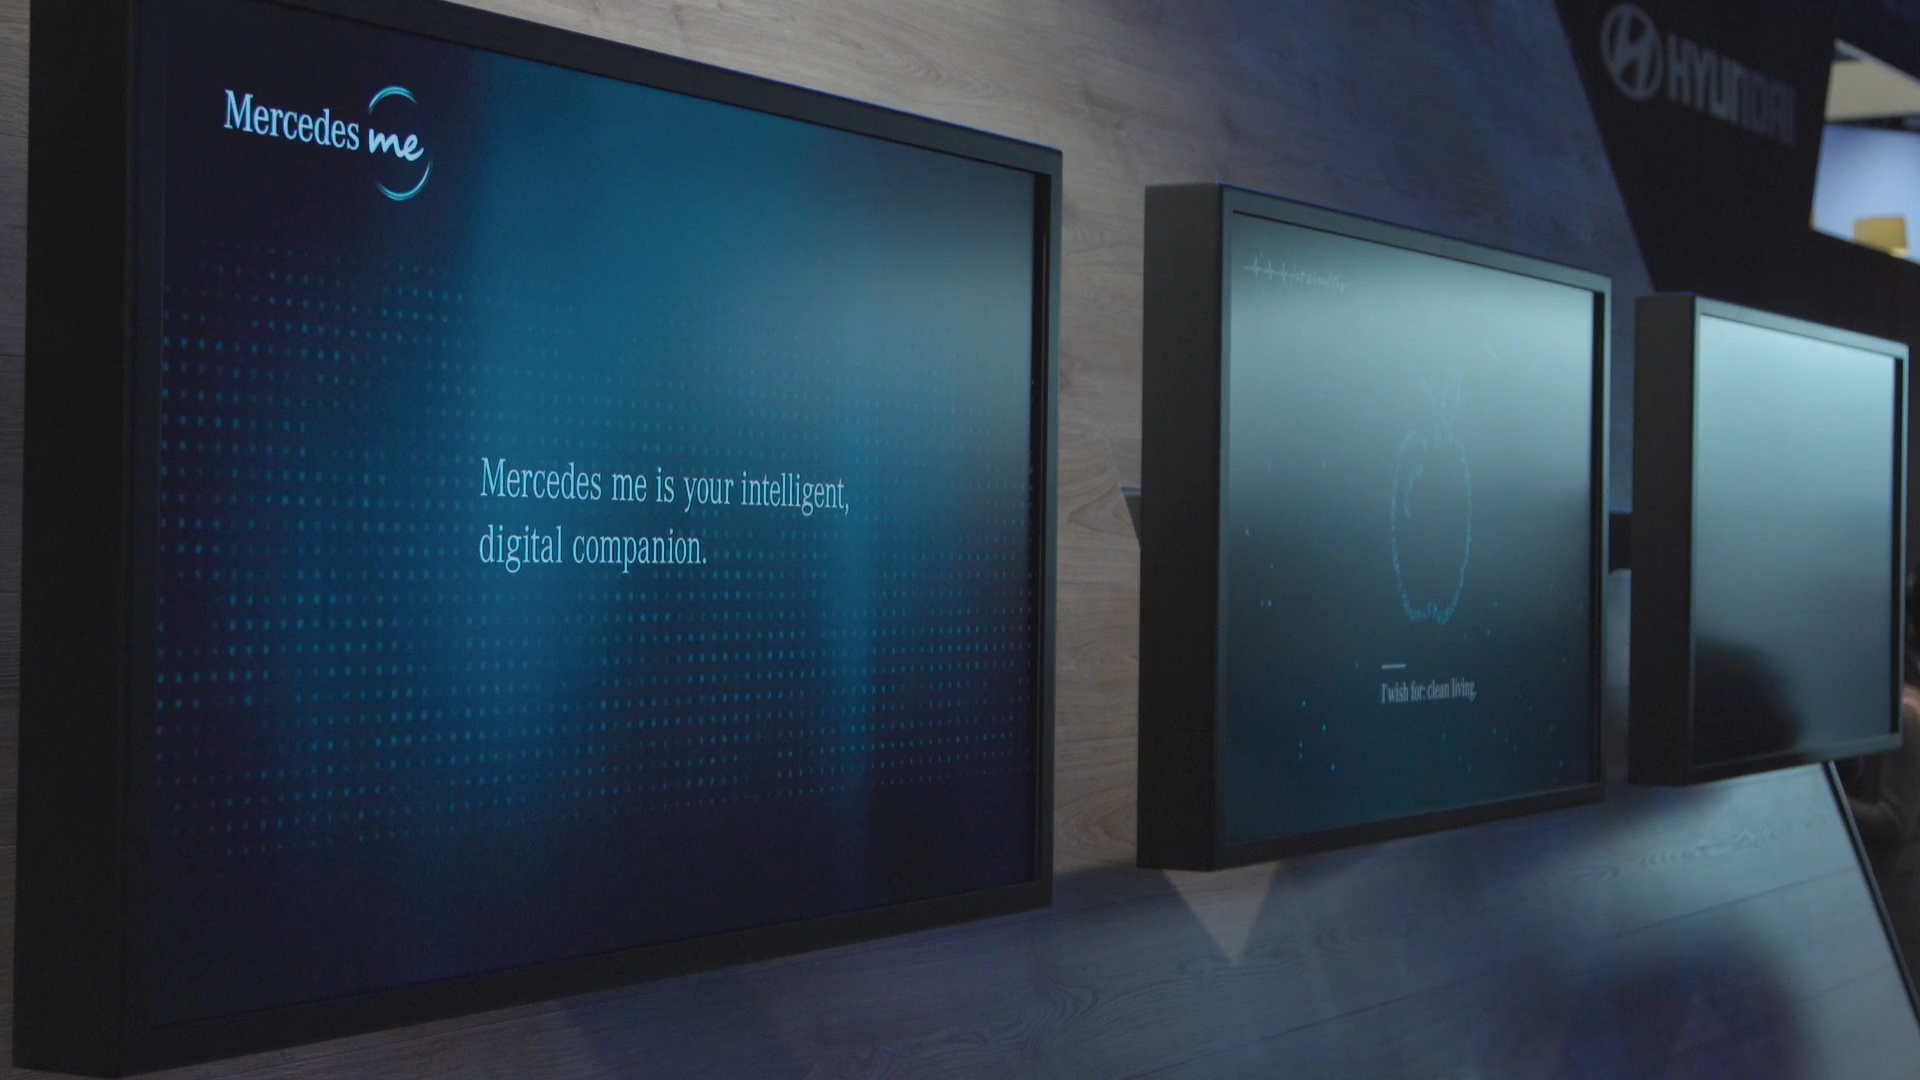 Mercedes me
Mercedes me is your intelligent,
digital companion.
I wish for: clean living.
HYUNDAI